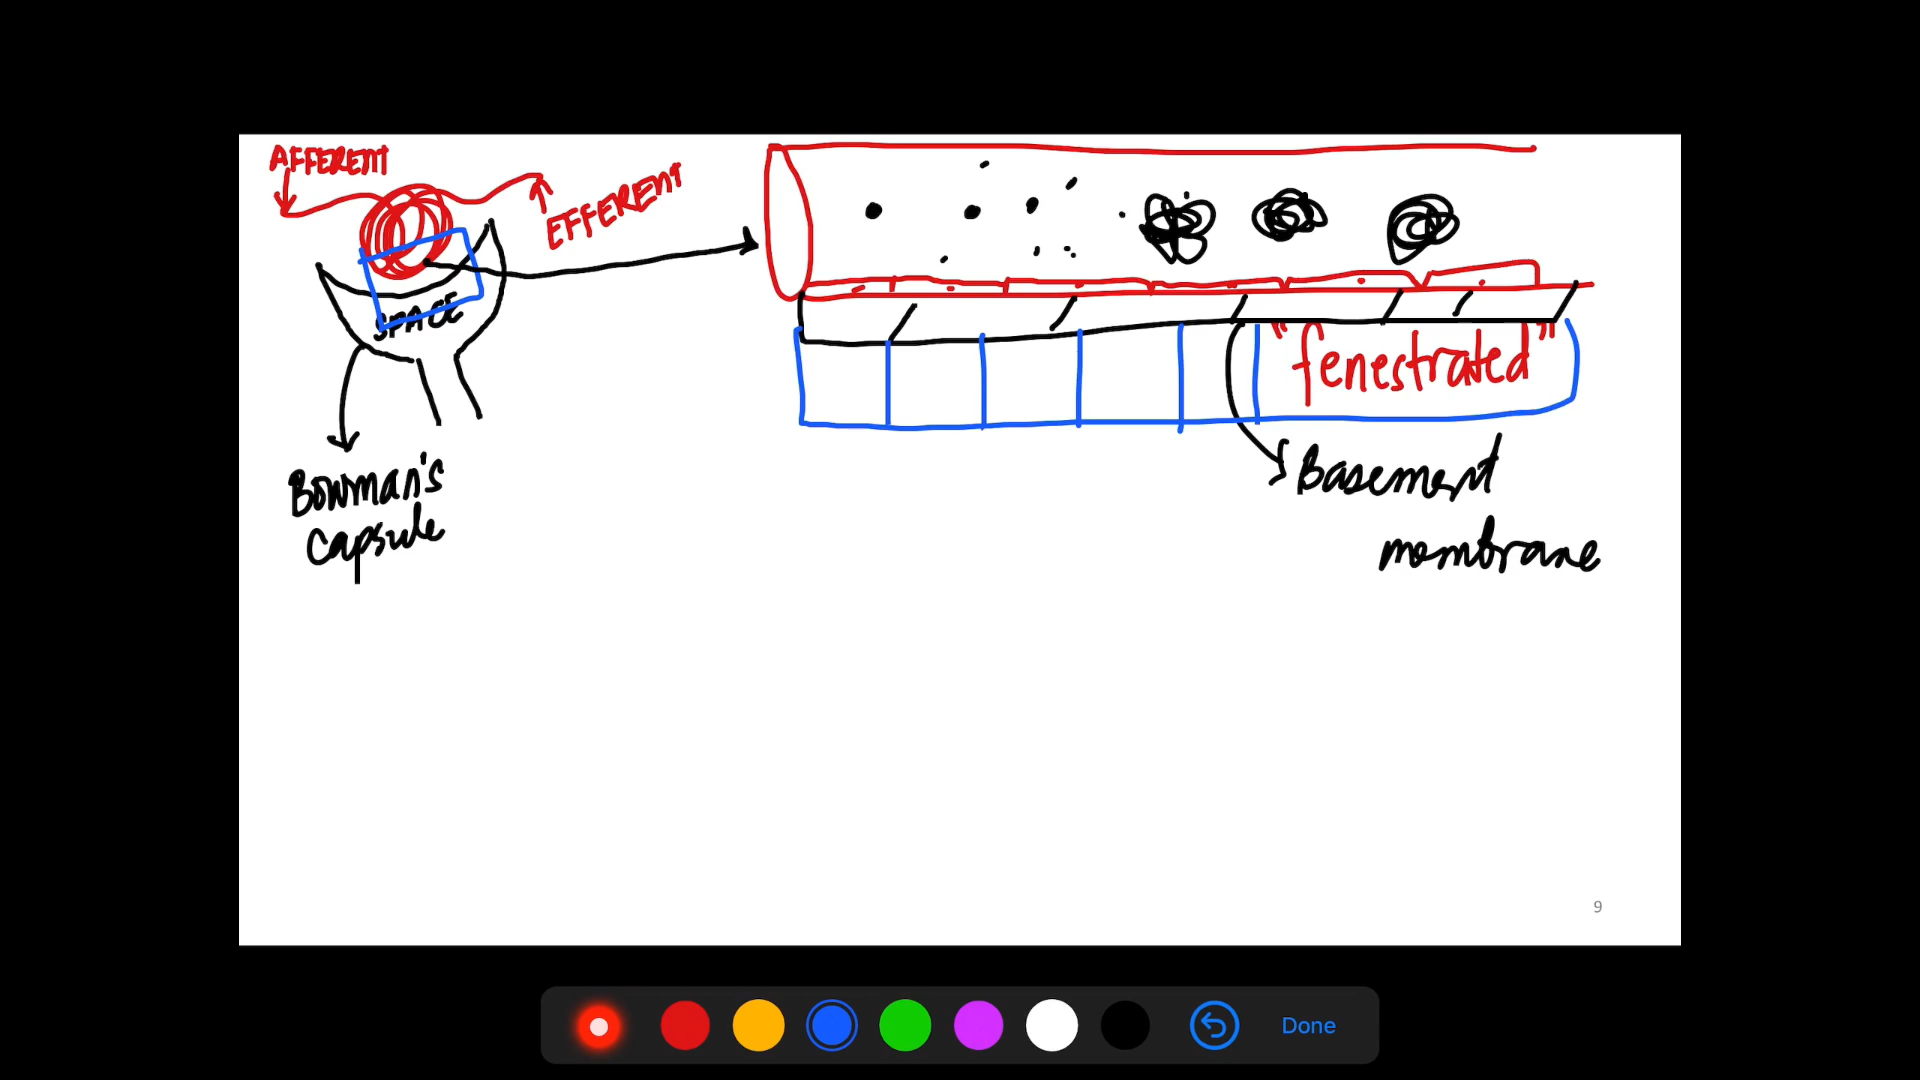 AFFERENT
EFFERENT
SPACE
Bowman's
capsule
"fenestrated"
Basement
membrane
9
Done